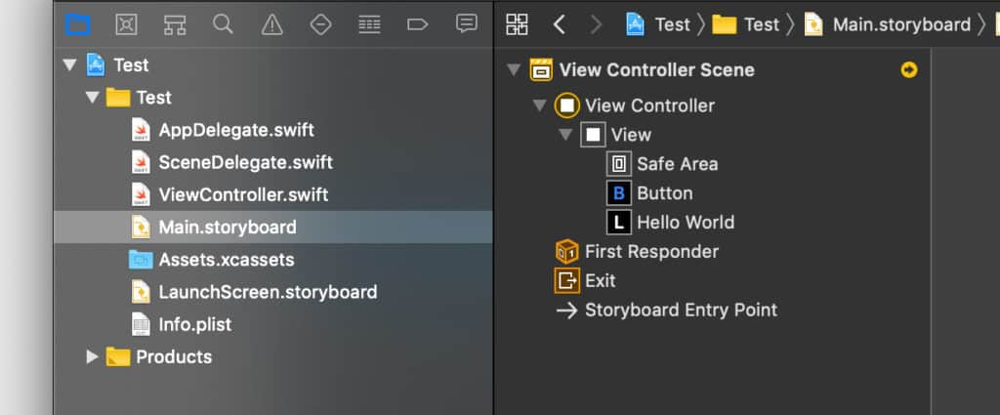 Test
Test
AppDelegate.swift
SceneDelegate.swift
ViewController.swift
Main.storyboard
Assets.xcassets
LaunchScreen.storyboard
Info.plist
Products
Test Test Main.storyboard
View Controller Scene
View Controller
View
Safe Area
B Button
L Hello World
First Responder
Exit
Storyboard Entry Point